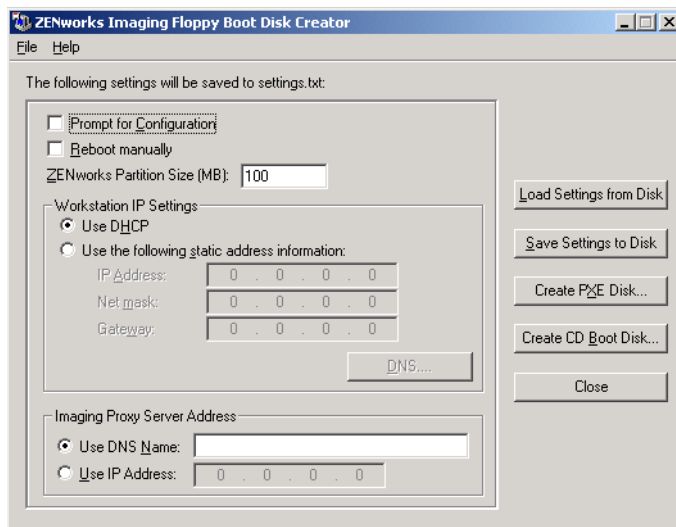 ZENworks Imaging Floppy Boot Disk Creator
File Help
The following settings will be saved to settings.txt:
Prompt for Configuration
Reboot manually
ZENworks Partition Size (MB): 100
Workstation IP Settings
Use DHCP
Use the following static address information:
IP Address: 0 . 0 . 0 . 0
Net mask: 0 . 0 . 0 . 0
Gateway: 0 . 0 . 0 . 0
DNS....
Imaging Proxy Server Address
Use DNS Name:
Use IP Address: 0 . 0 . 0 . 0
Load Settings from Disk
Save Settings to Disk
Create PXE Disk...
Create CD Boot Disk...
Close